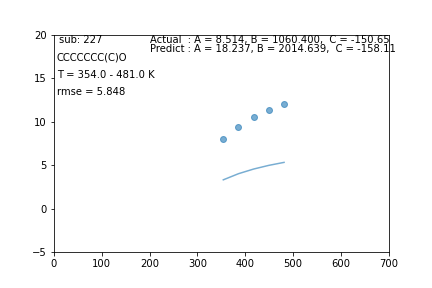 sub: 227
Actual : A = 8.514, B = 1060.400, C = -150.65
Predict : A = 18.237, B = 2014.639, C = -158.11
CCCCCCC(C)O
T = 354.0 - 481.0 K
rmse = 5.848
20
15
10
5
0
−5
0 100 200 300 400 500 600 700